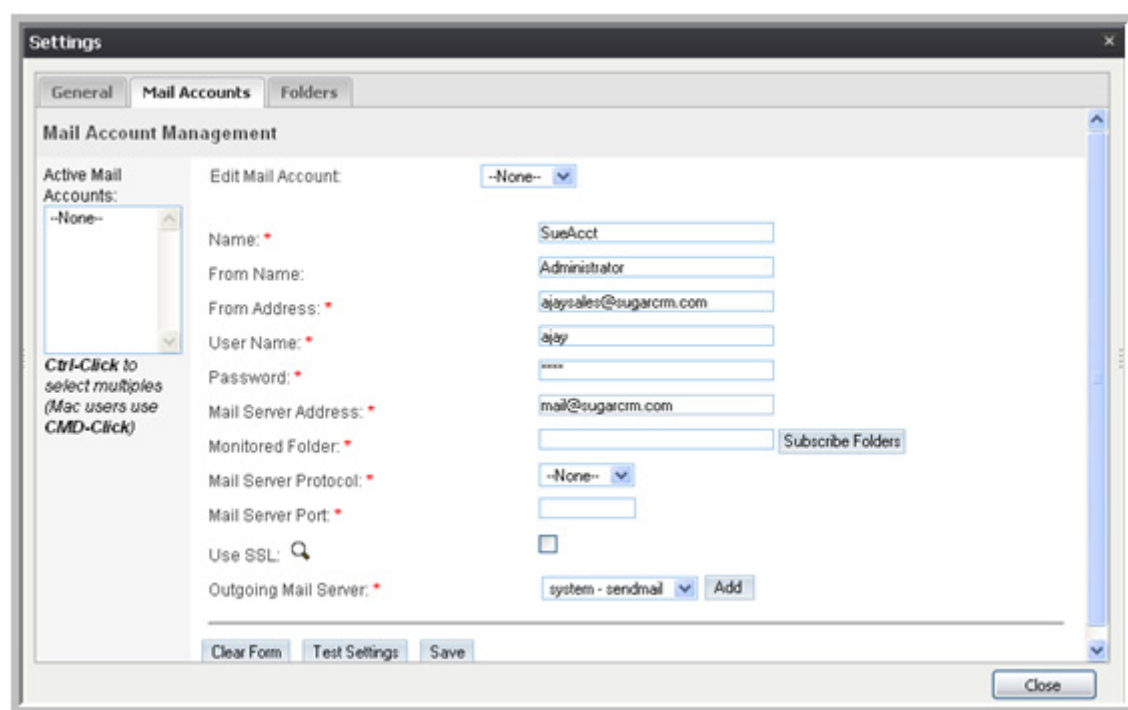 Settings
General Mail Accounts Folders
Mail Account Management
Active Mail Accounts:
--None--
Ctrl-Click to
select multiples
(Mac users use
CMD-Click)
Edit Mail Account: --None--
Name: * SueAcct
From Name: Administrator
From Address: * ajaysales@sugarcrm.com
User Name: * ajay
Password: * ****
Mail Server Address: * mail@sugarcrm.com
Monitored Folder: * Subscribe Folders
Mail Server Protocol: * --None--
Mail Server Port: *
Use SSL:
Outgoing Mail Server: * system - sendmail Add
Clear Form Test Settings Save
Close